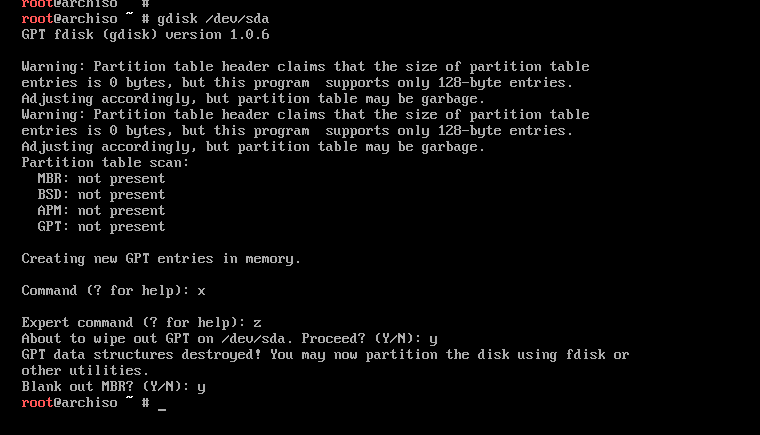 root@archiso ~ #
root@archiso ~ # gdisk /dev/sda
GPT fdisk (gdisk) version 1.0.6
Warning: Partition table header claims that the size of partition table
entries is 0 bytes, but this program  supports only 128-byte entries.
Adjusting accordingly, but partition table may be garbage.
Warning: Partition table header claims that the size of partition table
entries is 0 bytes, but this program  supports only 128-byte entries.
Adjusting accordingly, but partition table may be garbage.
Partition table scan:
  MBR: not present
  BSD: not present
  APM: not present
  GPT: not present
Creating new GPT entries in memory.
Command (? for help): x
Expert command (? for help): z
About to wipe out GPT on /dev/sda. Proceed? (Y/N): y
GPT data structures destroyed! You may now partition the disk using fdisk or
other utilities.
Blank out MBR? (Y/N): y
root@archiso ~ # _